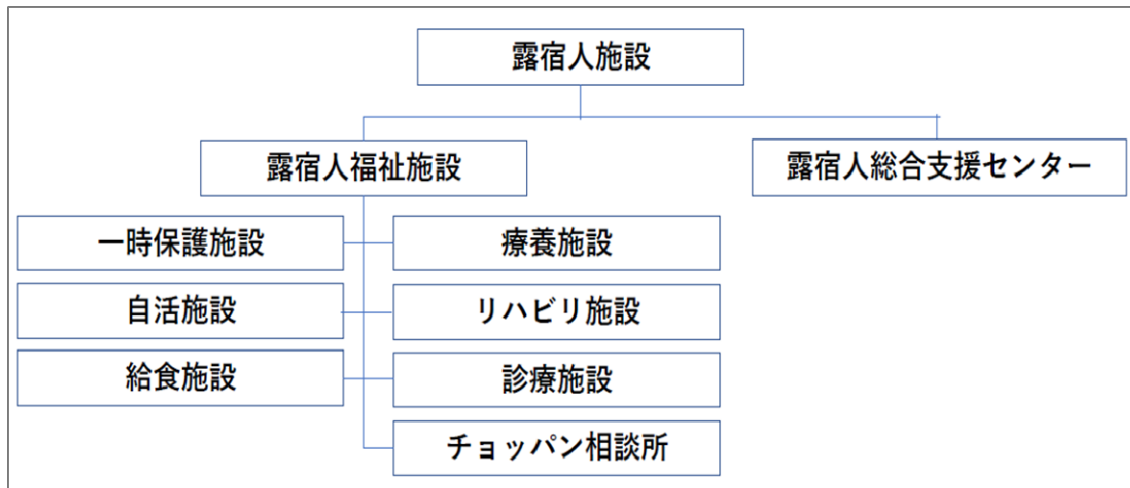 露宿人施設
露宿人福祉施設
露宿人総合支援センター
一時保護施設
療養施設
自活施設
リハビリ施設
給食施設
診療施設
チョッパン相談所